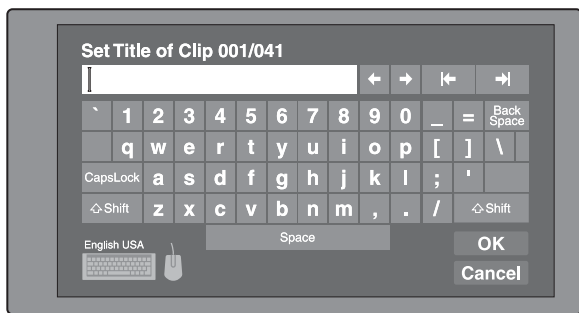 Set Title of Clip 001/041
` 1 2 3 4 5 6 7 8 9 0 _ = Back Space
q w e r t y u i o p [ ] \
CapsLock a s d f g h j k l ; '
Shift z x c v b n m , . / Shift
English USA Space OK
Cancel